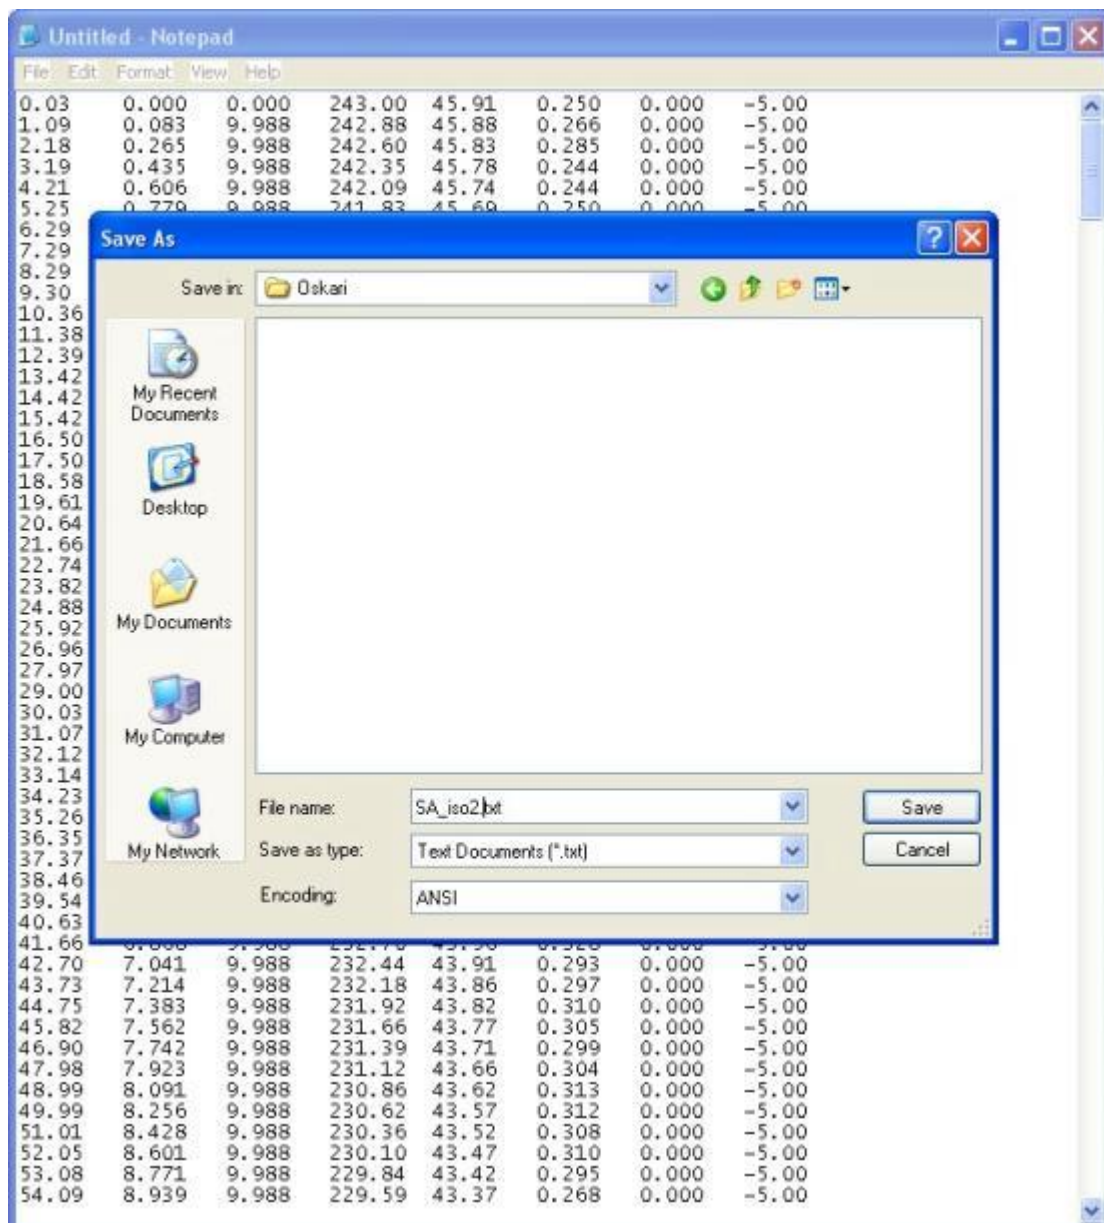 Untitled - Notepad
File Edit Format View Help
0.03 0.000 0.000 243.00 45.91 0.250 0.000 -5.00
1.09 0.083 9.988 242.88 45.88 0.266 0.000 -5.00
2.18 0.265 9.988 242.60 45.83 0.285 0.000 -5.00
3.19 0.435 9.988 242.35 45.78 0.244 0.000 -5.00
4.21 0.606 9.988 242.09 45.74 0.244 0.000 -5.00
5.25 0.779 9.988 241.83 45.69 0.250 0.000 -5.00
6.29
7.29
8.29
9.30
10.36
11.38
12.39
13.42
14.42
15.42
16.50
17.50
18.58
19.61
20.64
21.66
22.74
23.82
24.88
25.92
26.96
27.97
29.00
30.03
31.07
32.12
33.14
34.23
35.26
36.35
37.37
38.46
39.54
40.63
41.66
Save As
Save in: Oskari
My Recent
Documents
Desktop
My Documents
My Computer
My Network
File name: SA_iso2.txt Save
Save as type: Text Documents (*.txt) Cancel
Encoding: ANSI
42.70 7.041 9.988 232.44 43.91 0.293 0.000 -5.00
43.73 7.214 9.988 232.18 43.86 0.297 0.000 -5.00
44.75 7.383 9.988 231.92 43.82 0.310 0.000 -5.00
45.82 7.562 9.988 231.66 43.77 0.305 0.000 -5.00
46.90 7.742 9.988 231.39 43.71 0.299 0.000 -5.00
47.98 7.923 9.988 231.12 43.66 0.304 0.000 -5.00
48.99 8.091 9.988 230.86 43.62 0.313 0.000 -5.00
49.99 8.256 9.988 230.62 43.57 0.312 0.000 -5.00
51.01 8.428 9.988 230.36 43.52 0.308 0.000 -5.00
52.05 8.601 9.988 230.10 43.47 0.310 0.000 -5.00
53.08 8.771 9.988 229.84 43.42 0.295 0.000 -5.00
54.09 8.939 9.988 229.59 43.37 0.268 0.000 -5.00